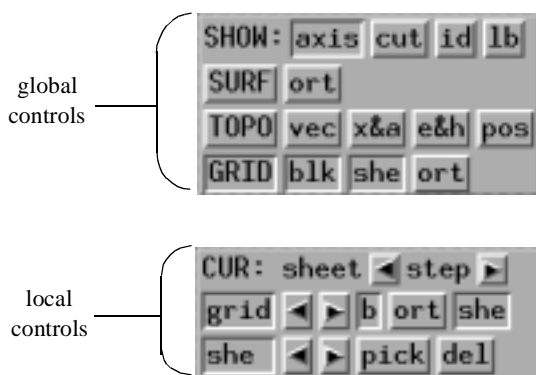 global
controls
SHOW: axis cut id lb
SURF ort
TOPO vec x&a e&h pos
GRID blk she ort
local
controls
CUR: sheet ◀ step ▶
grid ◀ ▶ b ort she
she ◀ ▶ pick del